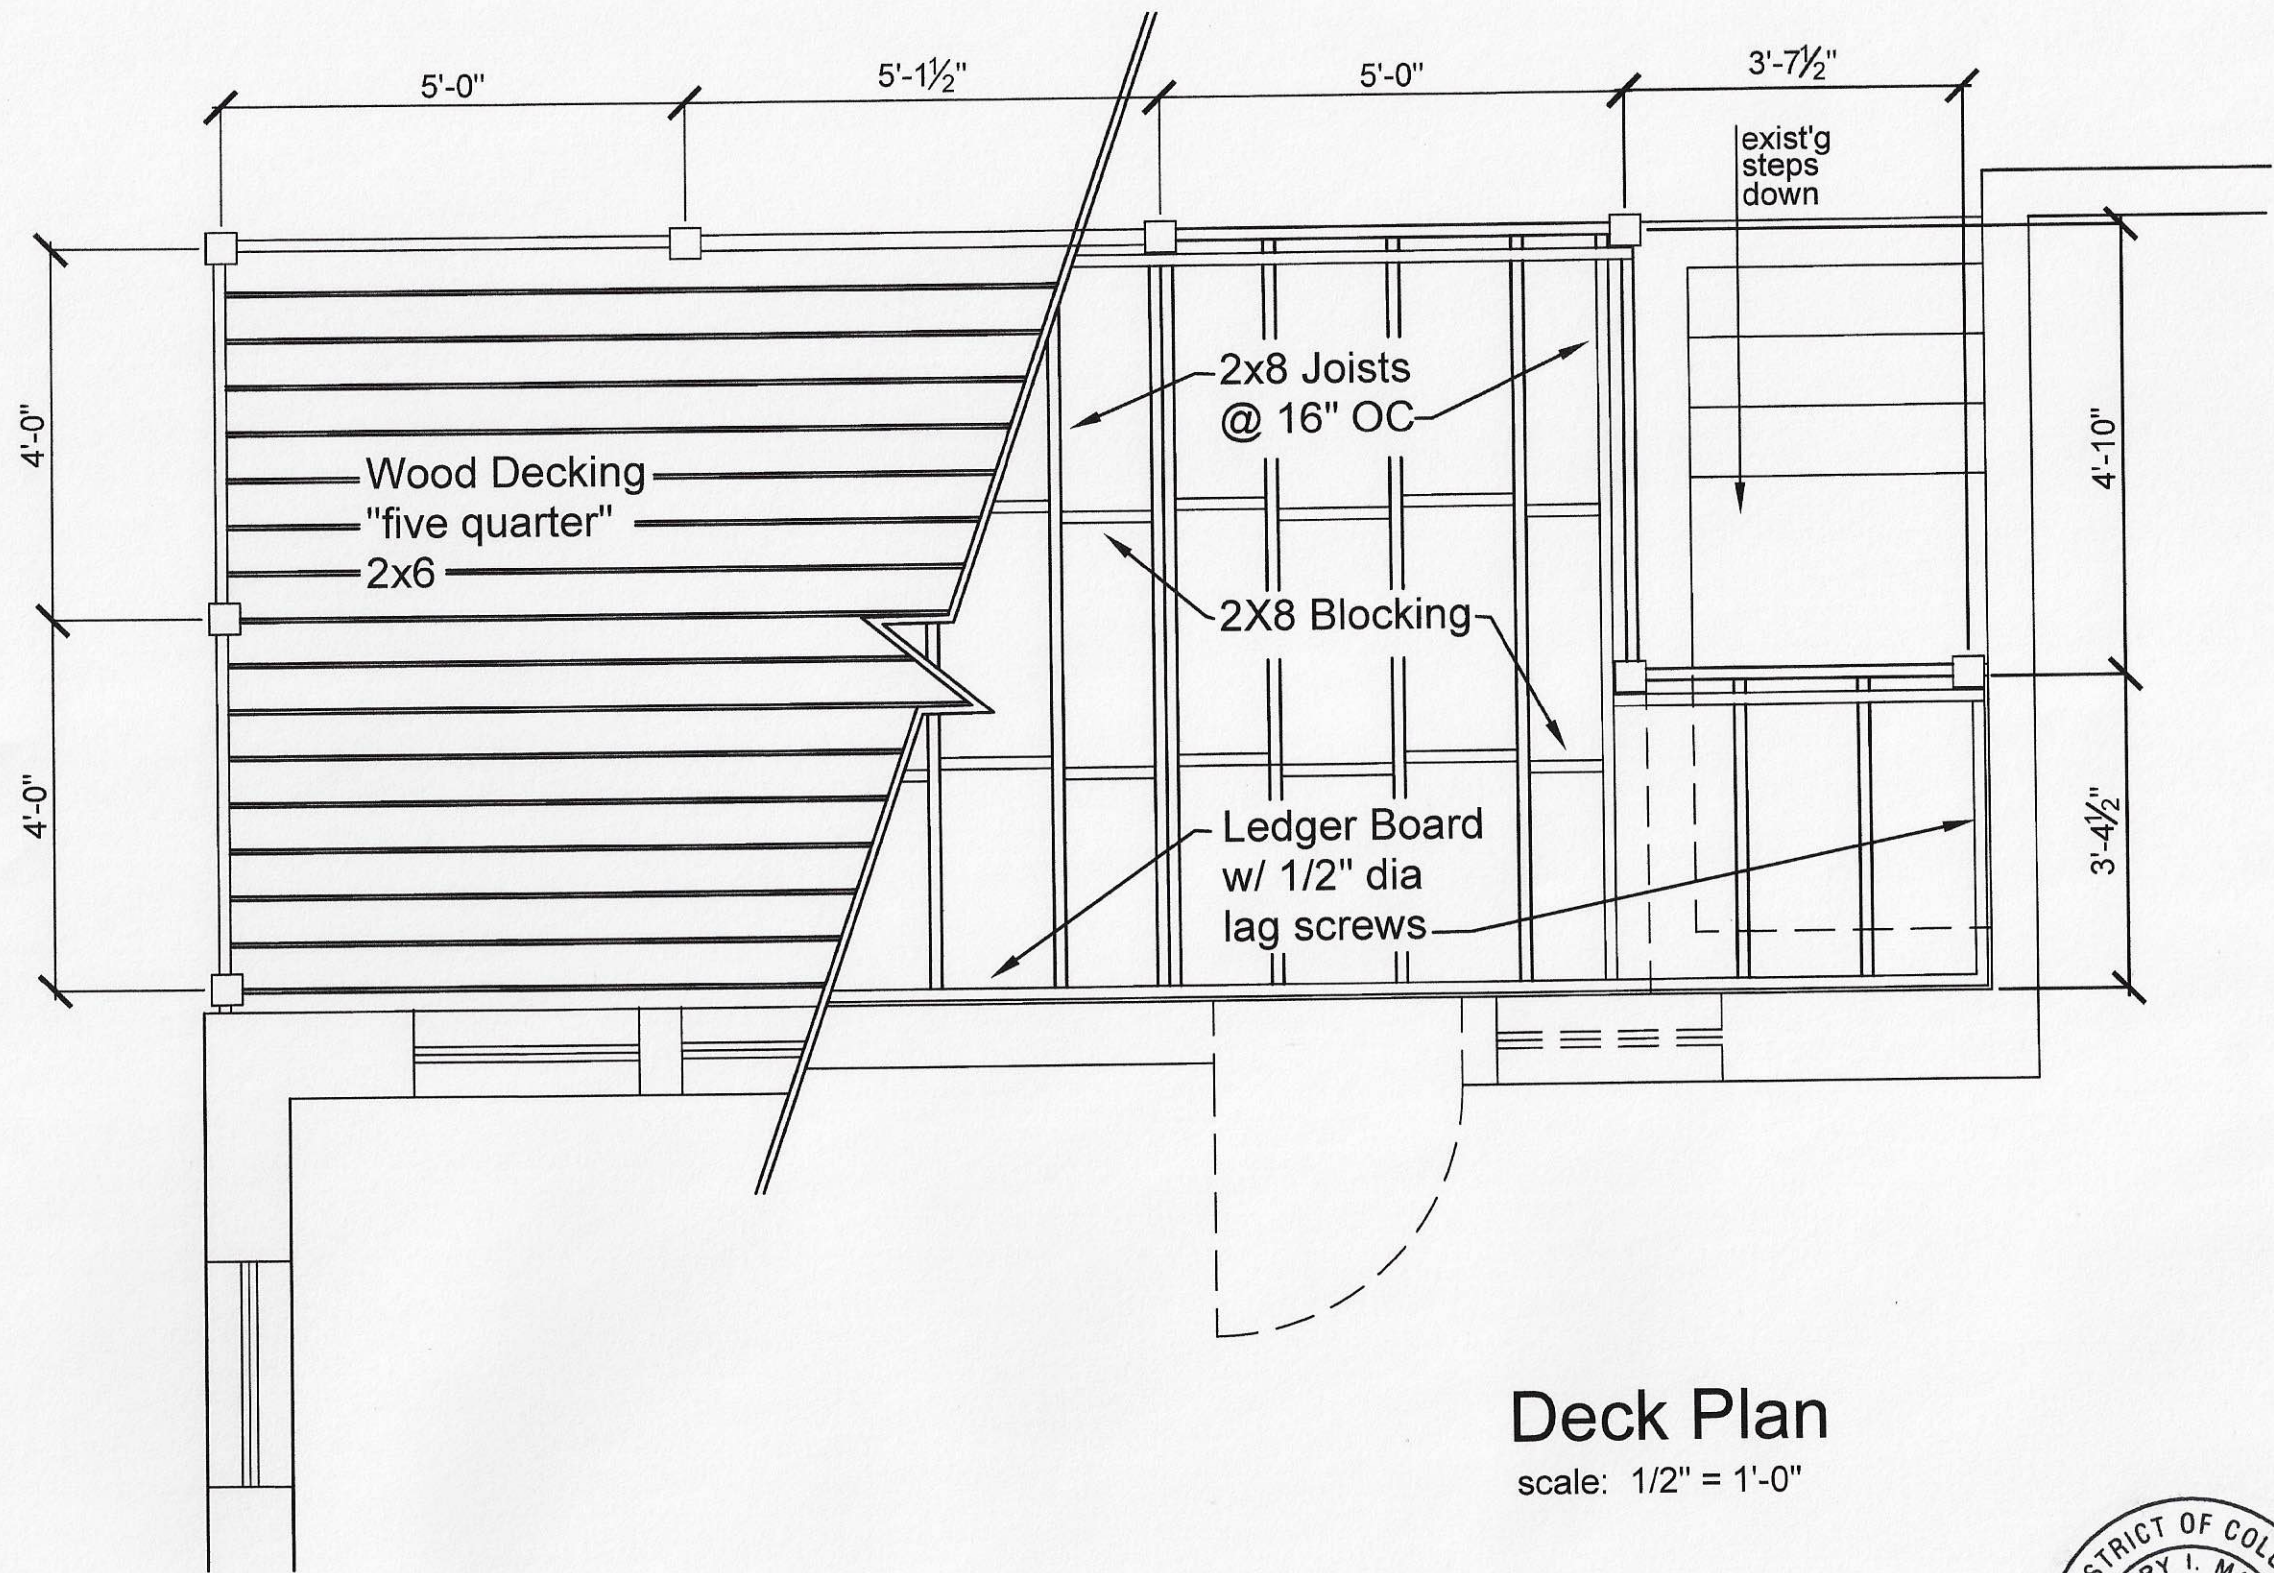 5'-0"
5'-1½"
5'-0"
3'-7½"
exist'g
steps
down
4'-0"
4'-0"
4'-10"
3'-4½"
2x8 Joists
@ 16" OC
Wood Decking
"five quarter"
2x6
2X8 Blocking
Ledger Board
w/ 1/2" dia
lag screws
Deck Plan
scale: 1/2" = 1'-0"
OF
I.